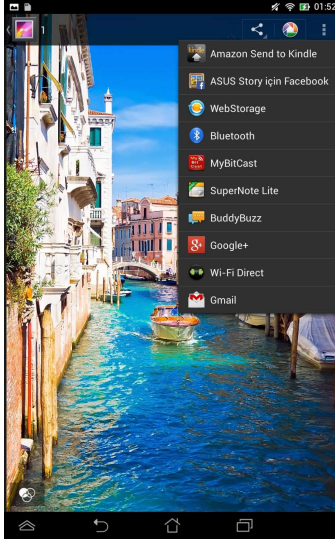 01:52
1
Amazon Send to Kindle
ASUS Story için Facebook
WebStorage
Bluetooth
MyBitCast
SuperNote Lite
BuddyBuzz
Google+
Wi-Fi Direct
Gmail